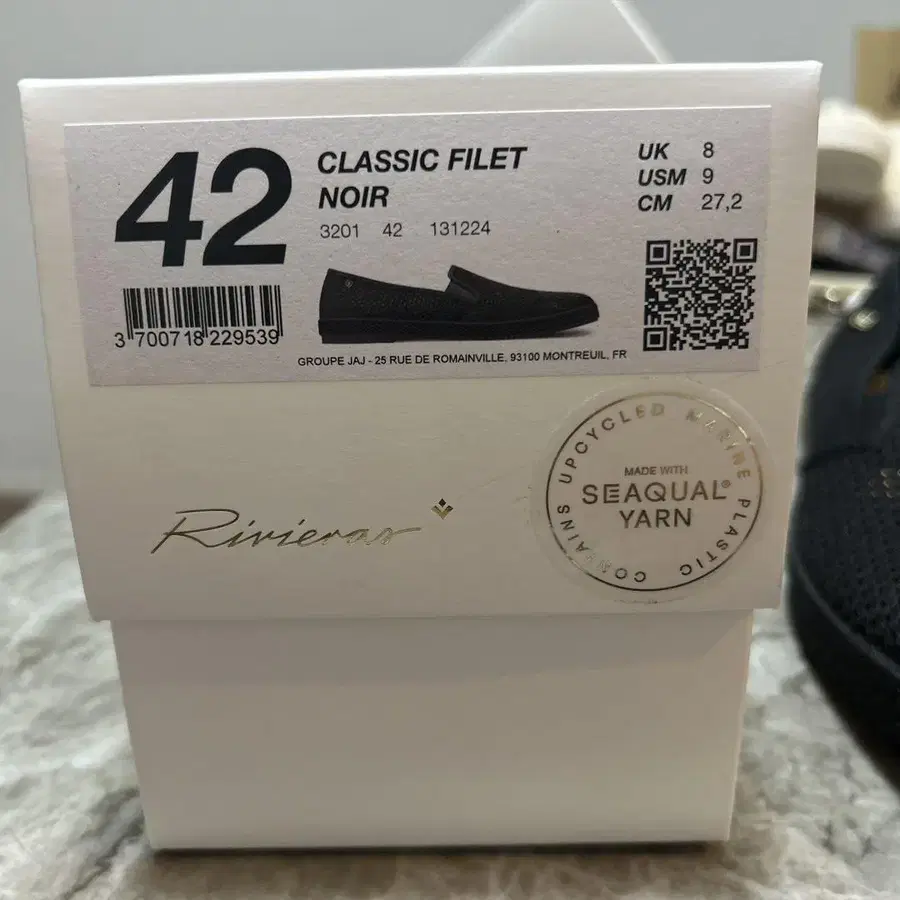 42
CLASSIC FILET
NOIR
3201 42 131224
UK 8
USM 9
CM 27,2
3 700718 229539
GROUPE JAJ - 25 RUE DE ROMAINVILLE, 93100 MONTREUIL, FR
Rivieras
CONTAINS UPCYCLED MARINE PLASTIC
MADE WITH
SEAQUAL®
YARN